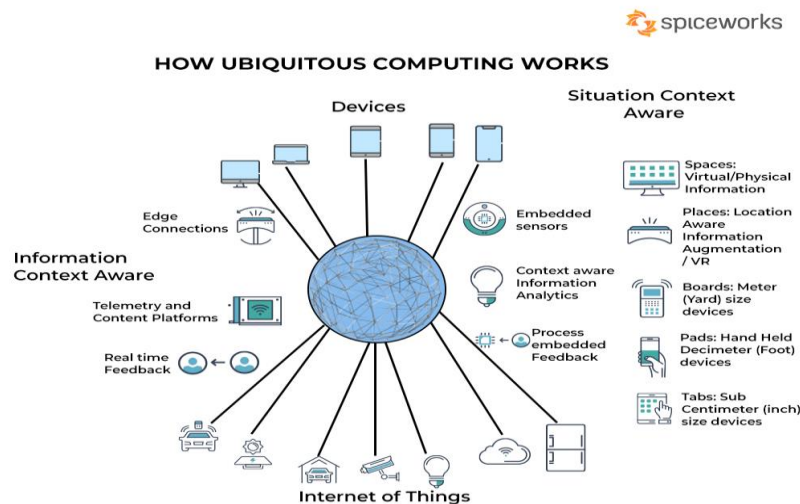 spiceworks
HOW UBIQUITOUS COMPUTING WORKS
Devices
Situation Context
Aware
Edge
Connections
Embedded
sensors
Information
Context Aware
Context aware
Information
Analytics
Telemetry and
Content Platforms
Process
embedded
Feedback
Real time
Feedback
Spaces:
Virtual/Physical
Information
Places: Location
Aware
Information
Augmentation
/ VR
Boards: Meter
(Yard) size
devices
Pads: Hand Held
Decimeter (Foot)
devices
Tabs: Sub
Centimeter (inch)
size devices
Internet of Things